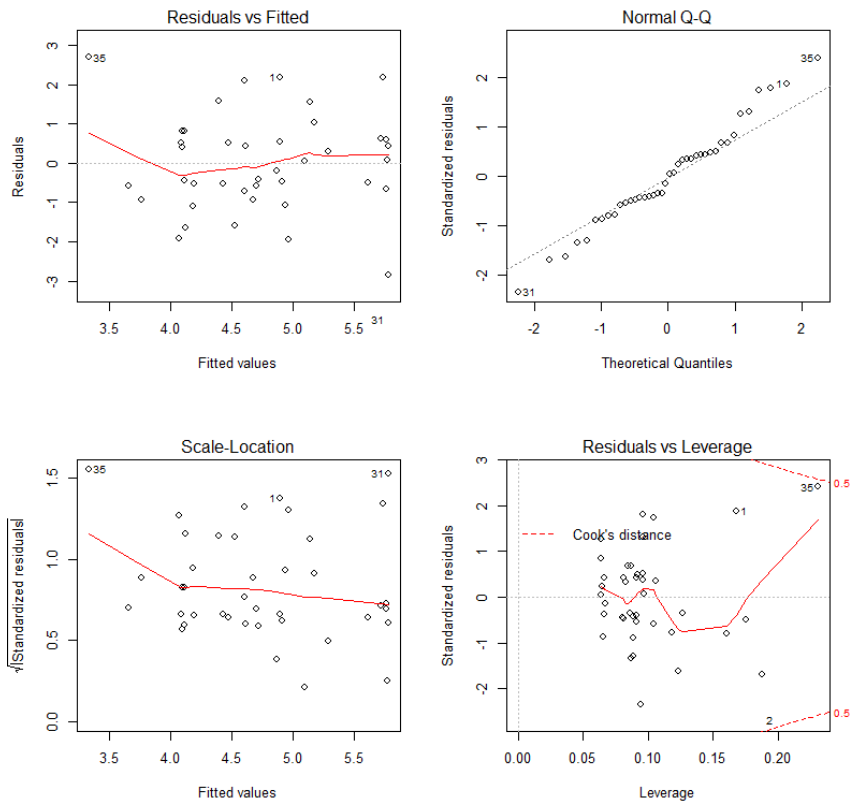 Residuals vs Fitted
Residuals
3
2
1
0
-1
-2
-3
35
1
31
3.5 4.0 4.5 5.0 5.5
Fitted values
Normal Q-Q
Standardized residuals
2
1
0
-1
-2
35
1
31
-2 -1 0 1 2
Theoretical Quantiles
Scale-Location
√|Standardized residuals|
1.5
1.0
0.5
0.0
35
31
1
3.5 4.0 4.5 5.0 5.5
Fitted values
Residuals vs Leverage
Standardized residuals
3
2
1
0
-1
-2
0.5
35
1
Cook's distance
2
0.5
0.00 0.05 0.10 0.15 0.20
Leverage